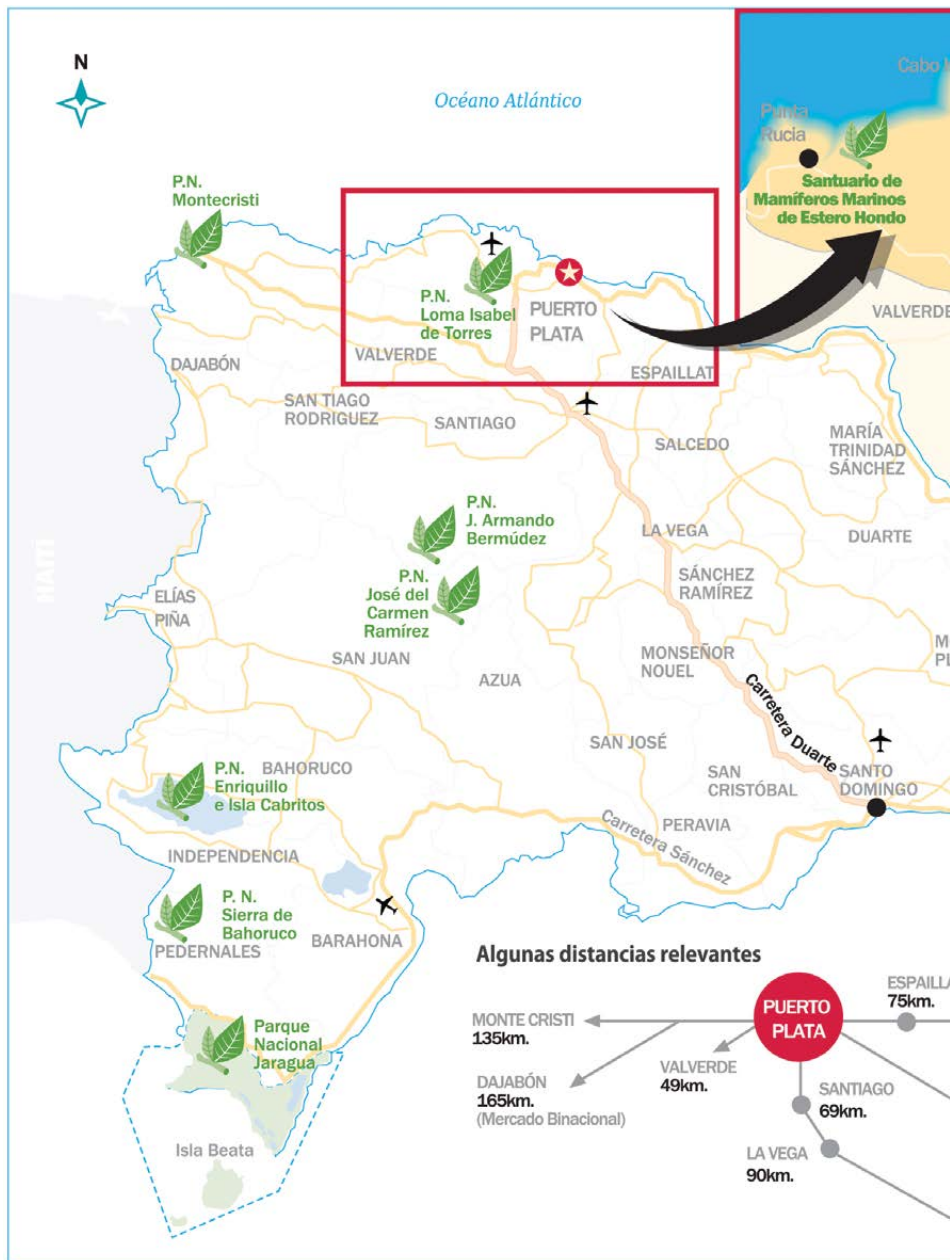 N
Océano Atlántico
Punta
Rucia
Santuario de
Mamíferos Marinos
de Estero Hondo
VALVERDE
P.N.
Montecristi
P.N.
Loma Isabel
de Torres
PUERTO
PLATA
DAJABÓN
VALVERDE
ESPAILLAT
SAN TIAGO
RODRIGUEZ
SANTIAGO
SALCEDO
MARÍA
TRINIDAD
SÁNCHEZ
P.N.
J. Armando
Bermúdez
LA VEGA
DUARTE
HAITI
P.N.
José del
Carmen
Ramírez
SÁNCHEZ
RAMÍREZ
ELÍAS
PIÑA
SAN JUAN
MONSEÑOR
NOUEL
AZUA
Carretera Duarte
SAN JOSÉ
P.N.
Enriquillo
e Isla Cabritos
BAHORUCO
SAN
CRISTÓBAL
SANTO
DOMINGO
PERAVIA
Carretera Sánchez
INDEPENDENCIA
P. N.
Sierra de
Bahoruco
PEDERNALES
BARAHONA
Parque
Nacional
Jaragua
Isla Beata
Algunas distancias relevantes
PUERTO
PLATA
ESPAILLA
75km.
MONTE CRISTI
135km.
DAJABÓN
165km.
(Mercado Binacional)
VALVERDE
49km.
SANTIAGO
69km.
LA VEGA
90km.
Cabo
M
PL